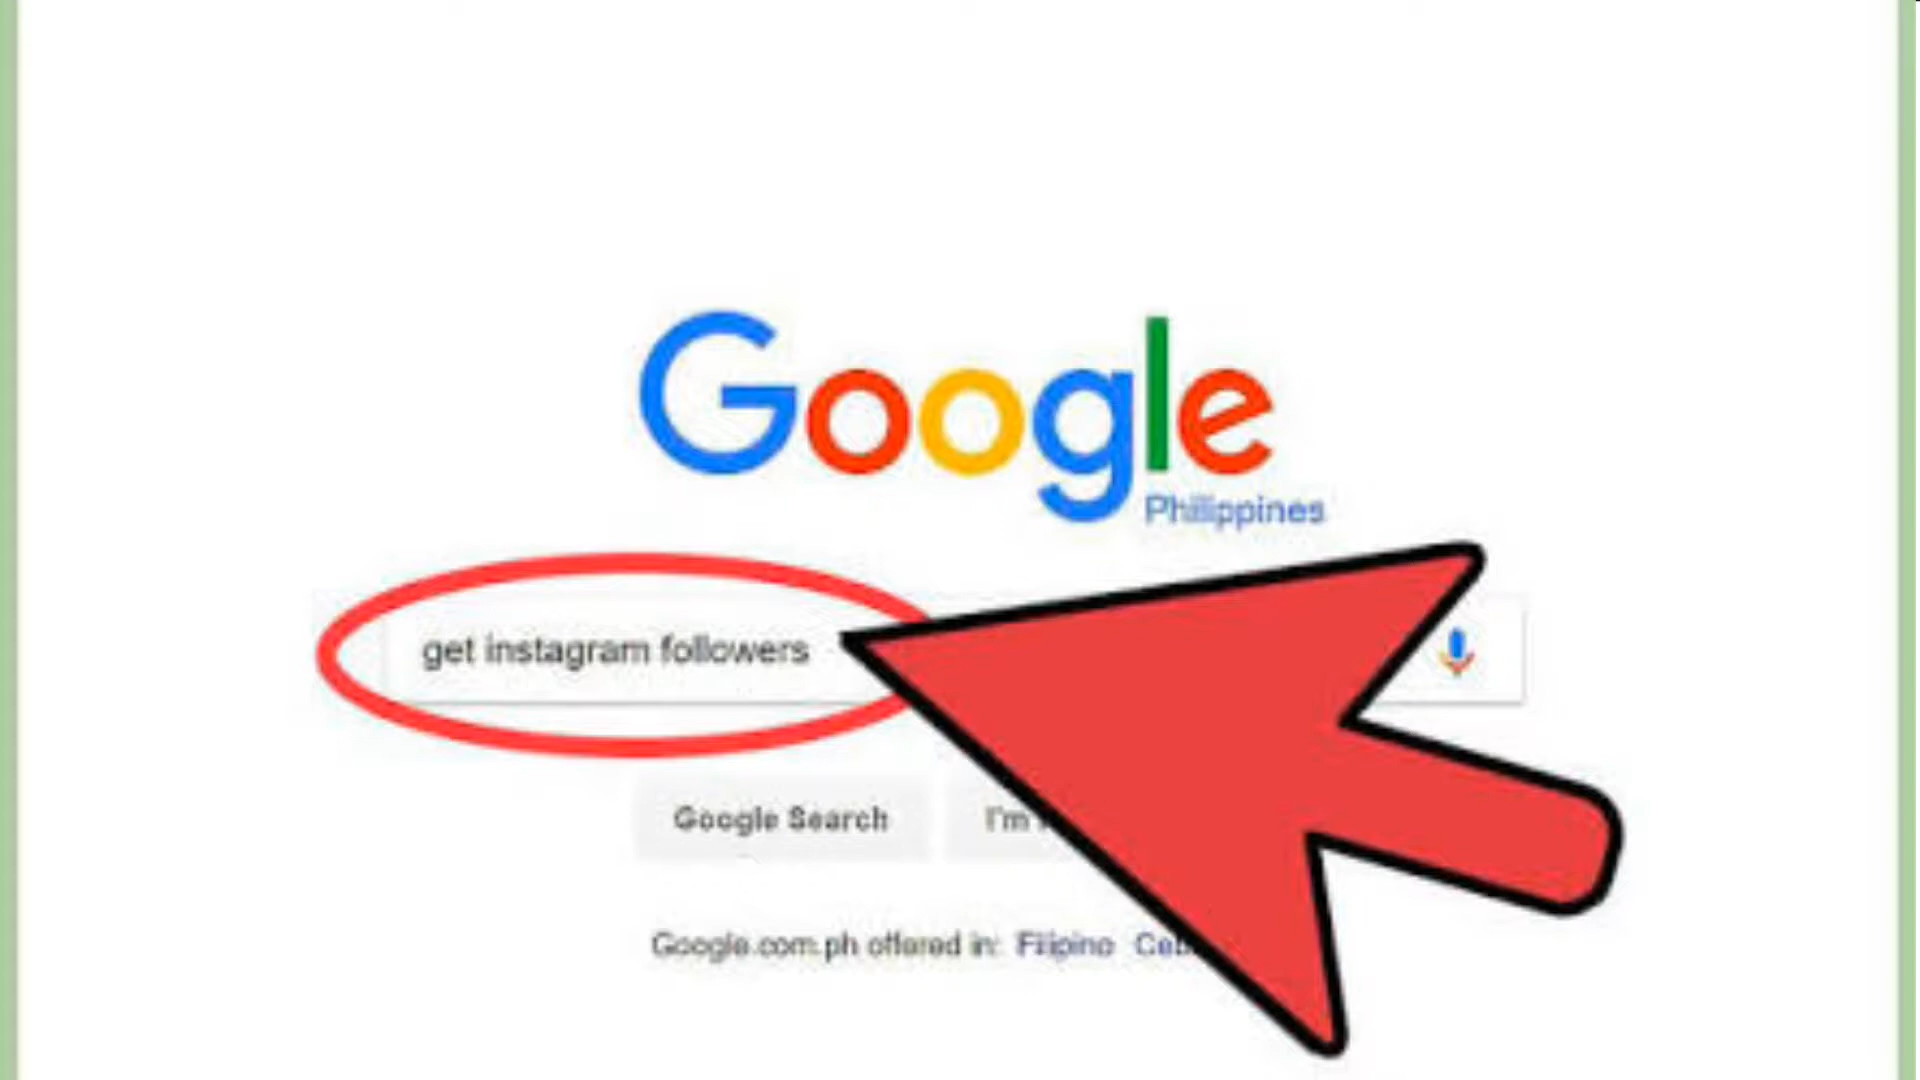 Google
Philippines
get instagram followers
Google Search I'm
Google.com.ph offered in: Filipino